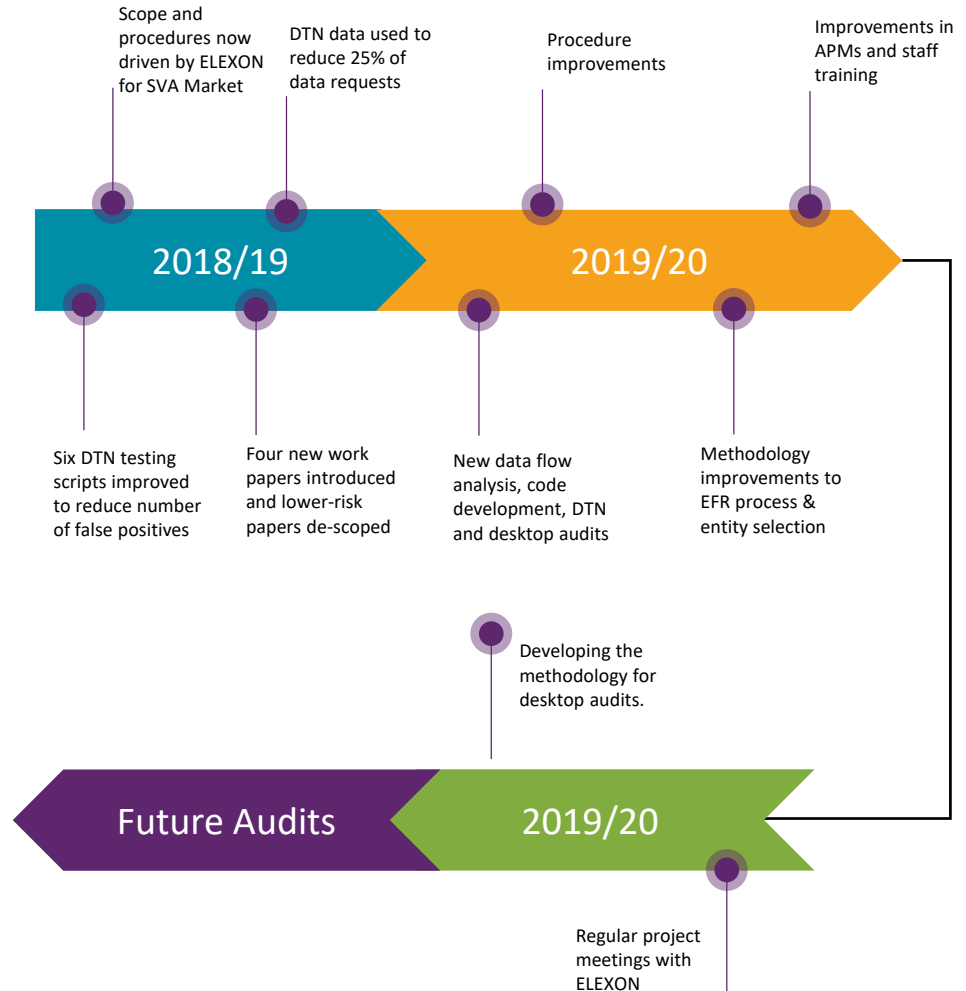 Scope and
procedures now
driven by ELEXON
for SVA Market
DTN data used to
reduce 25% of
data requests
Procedure
improvements
Improvements in
APMs and staff
training
2018/19
2019/20
Six DTN testing
scripts improved
to reduce number
of false positives
Four new work
papers introduced
and lower-risk
papers de-scoped
New data flow
analysis, code
development, DTN
and desktop audits
Methodology
improvements to
EFR process &
entity selection
Developing the
methodology for
desktop audits.
Future Audits
2019/20
Regular project
meetings with
ELEXON